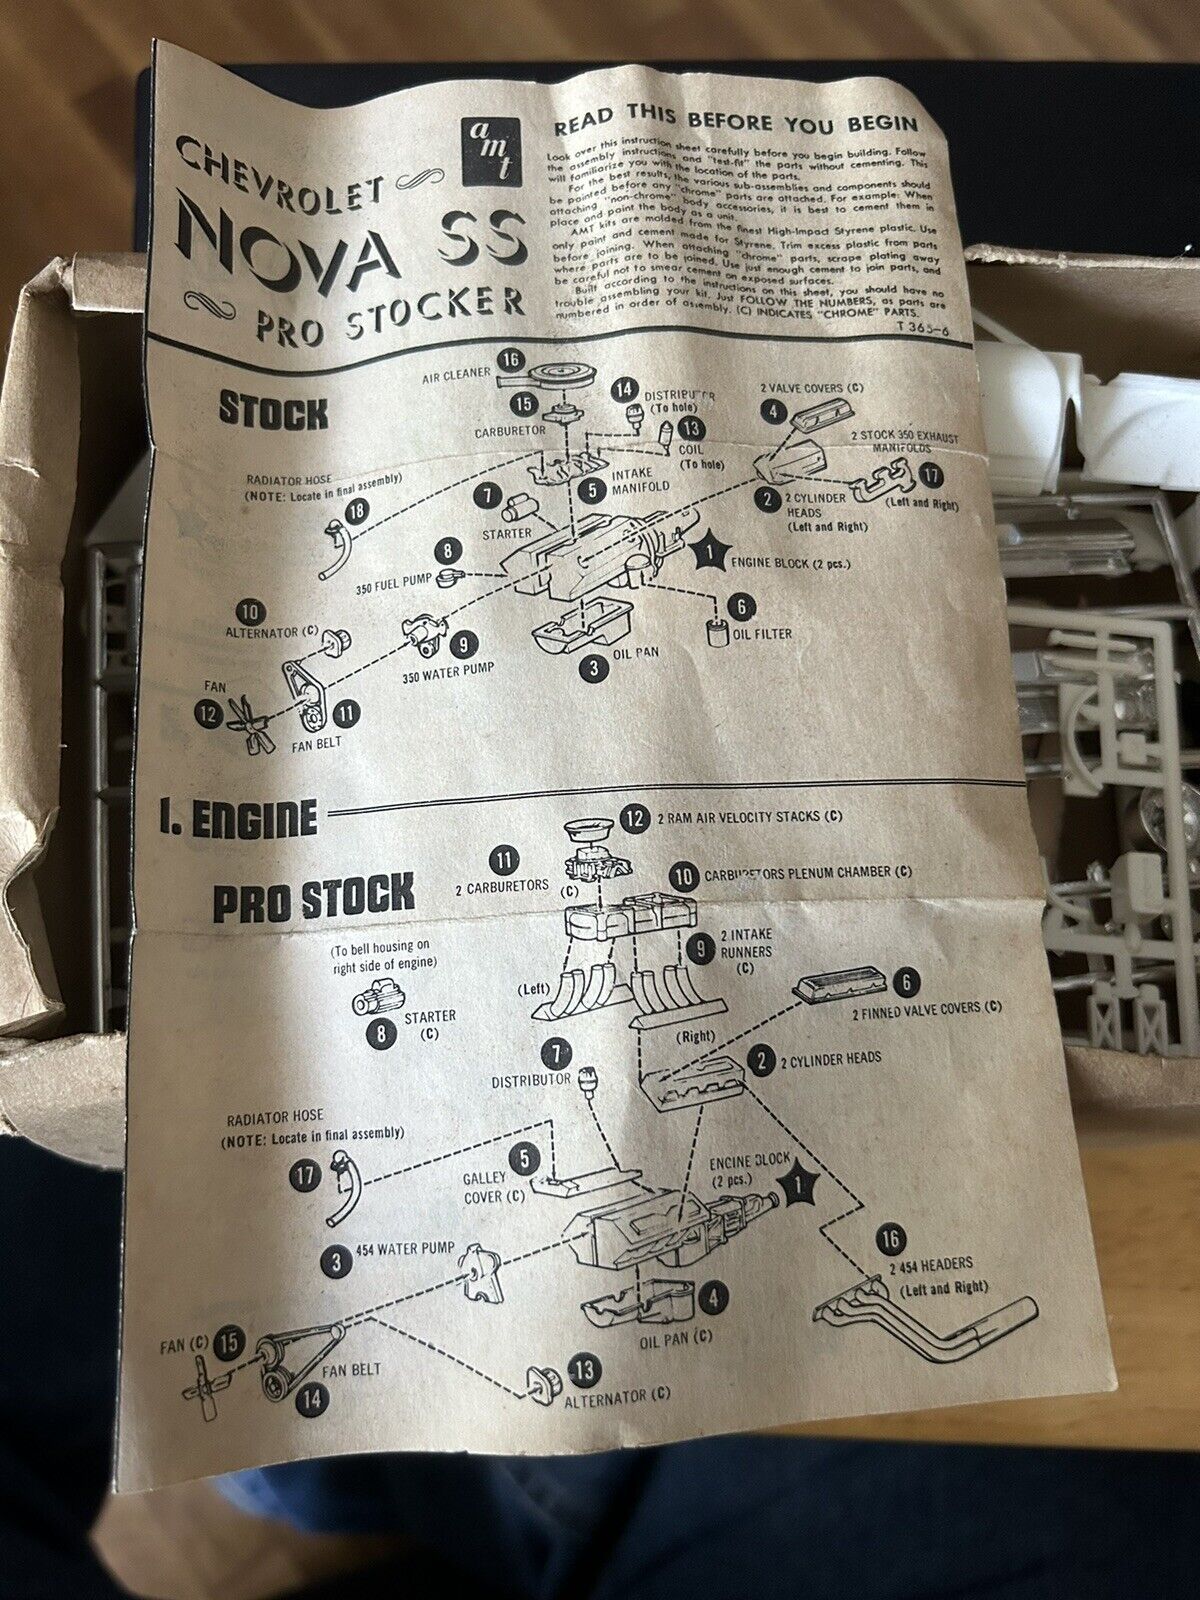 CHEVROLET
NOVA SS
PRO STOCKER
amt
READ THIS BEFORE YOU BEGIN
Look over this instruction sheet carefully before you begin building. Follow
the assembly instructions and "test-fit" the parts without cementing. This
will familiarize you with the location of the parts.
For the best results, the various sub-assemblies and components should
be painted before any "chrome" parts are attached. For example: When
attaching "non-chrome" body accessories, it is best to cement them in
place and paint the body as a unit.
AMT kits are molded from the finest High-Impact Styrene plastic. Use
only paint and cement made for Styrene. Trim excess plastic from parts
before joining. When attaching "chrome" parts, scrape plating away
where parts are to be joined. Use just enough cement to join parts, and
be careful not to smear cement on exposed surfaces.
Built according to the instructions on this sheet, you should have no
trouble assembling your kit. Just FOLLOW THE NUMBERS, as parts are
numbered in order of assembly. (C) INDICATES "CHROME" PARTS.
T 365-6
STOCK
16
AIR CLEANER
15
CARBURETOR
14
DISTRIBUTOR
(To hole)
13
COIL
(To hole)
2 VALVE COVERS (C)
4
2 STOCK 350 EXHAUST
MANIFOLDS
17
(Left and Right)
RADIATOR HOSE
(NOTE: Locate in final assembly)
18
7
STARTER
5
INTAKE
MANIFOLD
2
2 CYLINDER
HEADS
(Left and Right)
8
350 FUEL PUMP
1
ENGINE BLOCK (2 pcs.)
10
ALTERNATOR (C)
9
350 WATER PUMP
6
OIL FILTER
3
OIL PAN
FAN
12
11
FAN BELT
1. ENGINE
PRO STOCK
12
2 RAM AIR VELOCITY STACKS (C)
11
2 CARBURETORS (C)
10
CARBURETORS PLENUM CHAMBER (C)
(To bell housing on
right side of engine)
9
2 INTAKE
RUNNERS
(C)
(Left)
(Right)
8
STARTER
(C)
6
2 FINNED VALVE COVERS (C)
7
DISTRIBUTOR
2
2 CYLINDER HEADS
RADIATOR HOSE
(NOTE: Locate in final assembly)
17
5
GALLEY
COVER (C)
ENGINE BLOCK
(2 pcs.)
1
3
454 WATER PUMP
16
2 454 HEADERS
(Left and Right)
4
OIL PAN (C)
FAN (C)
15
FAN BELT
14
13
ALTERNATOR (C)